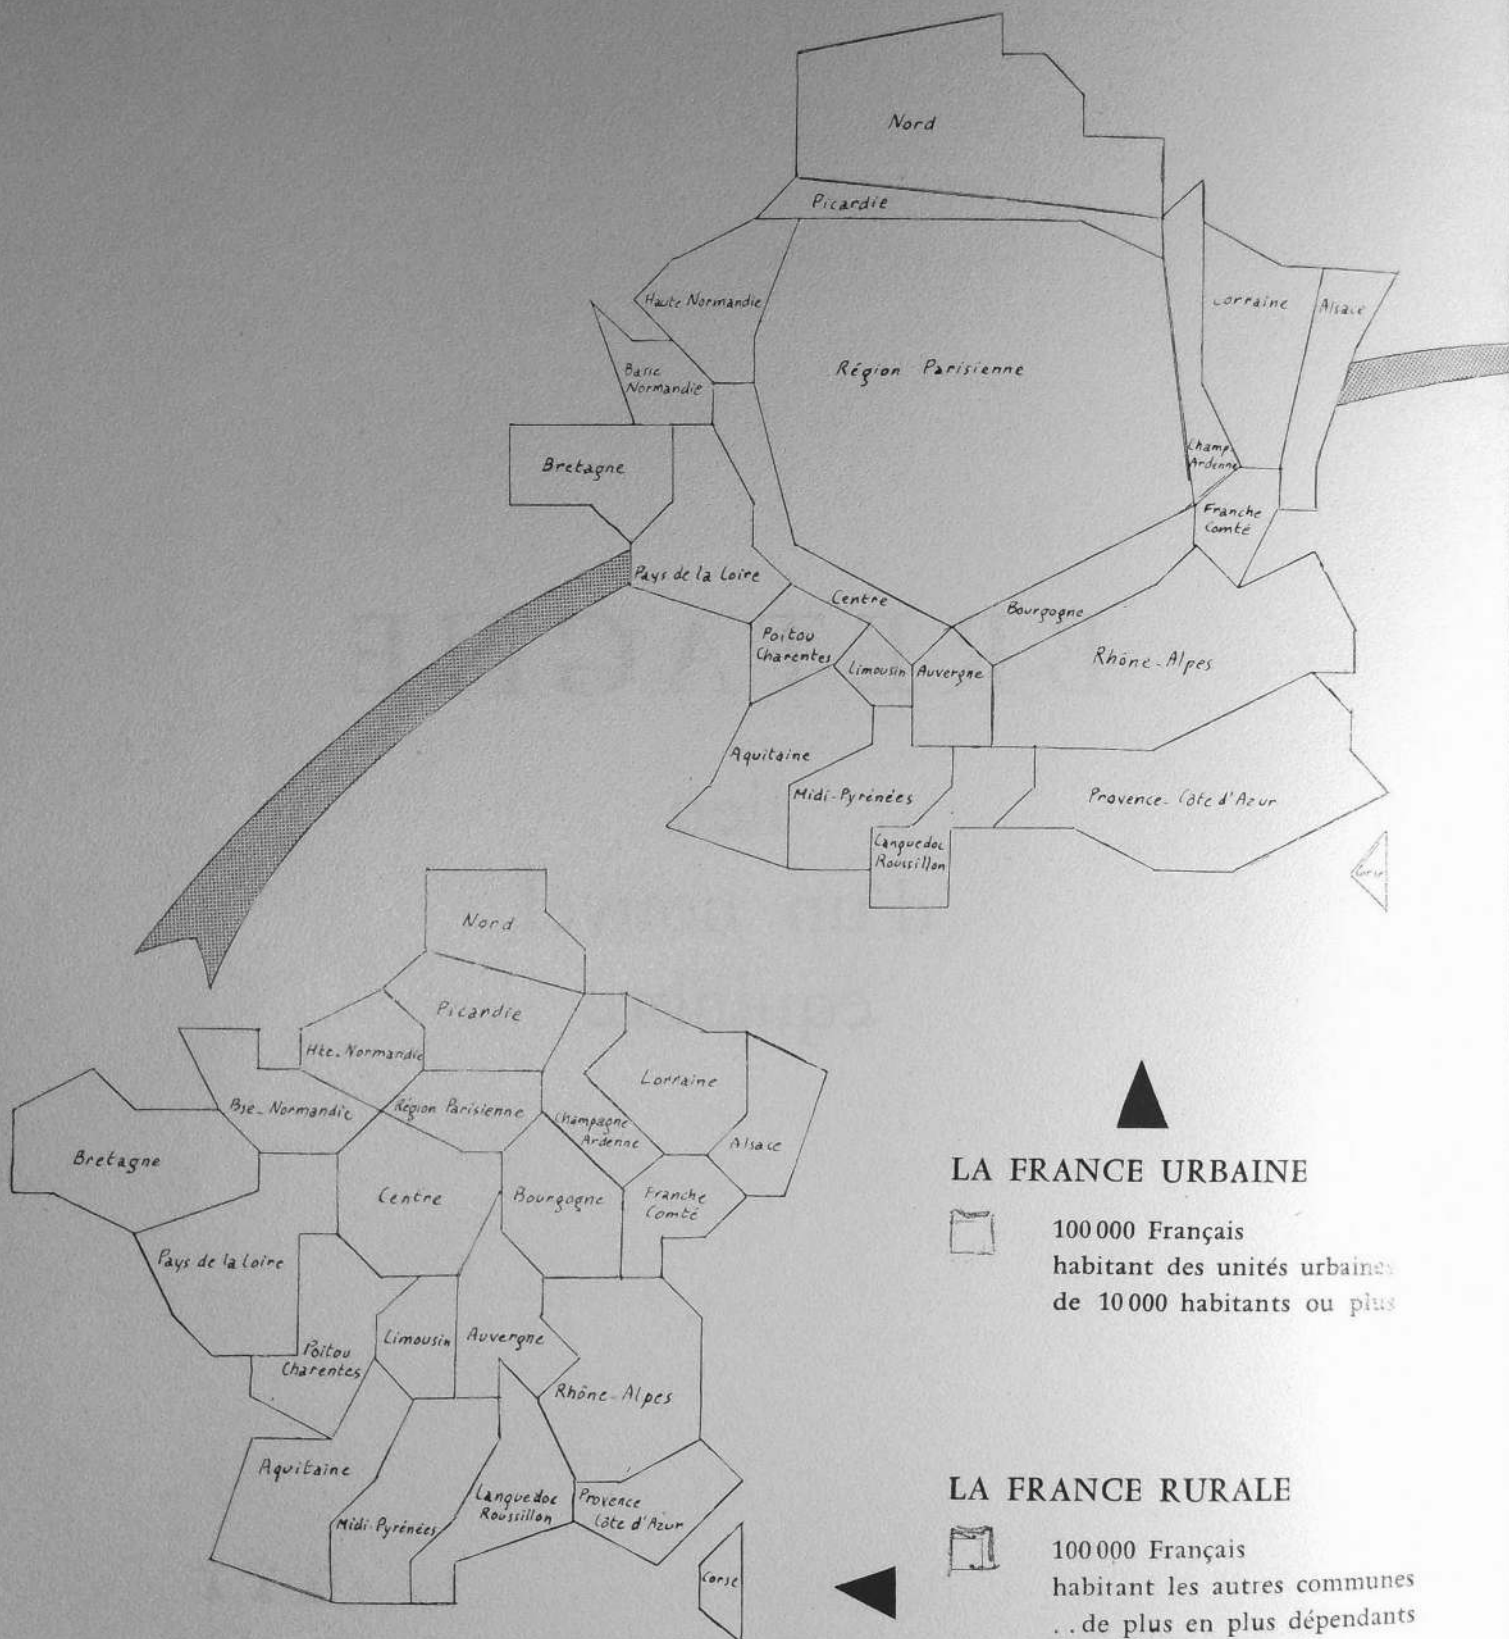 Nord
Picardie
Haute Normandie
Lorraine
Alsace
Région Parisienne
Basse
Normandie
Bretagne
Champ.
Ardenne
Franche
Comté
Pays de la Loire
Centre
Bourgogne
Poitou
Charentes
Limousin
Auvergne
Rhône-Alpes
Aquitaine
Midi-Pyrénées
Provence-Côte d'Azur
Languedoc
Roussillon
Corse
Nord
Picardie
Hte-Normandie
Lorraine
Bse-Normandie
Région Parisienne
Champagne
Ardenne
Alsace
Bretagne
Centre
Bourgogne
Franche
Comté
Pays de la Loire
Limousin
Auvergne
Poitou
Charentes
Rhône-Alpes
Aquitaine
Languedoc
Roussillon
Provence
Côte d'Azur
Midi-Pyrénées
Corse
LA FRANCE URBAINE
100 000 Français
habitant des unités urbaines
de 10 000 habitants ou plus
LA FRANCE RURALE
100 000 Français
habitant les autres communes
..de plus en plus dépendants